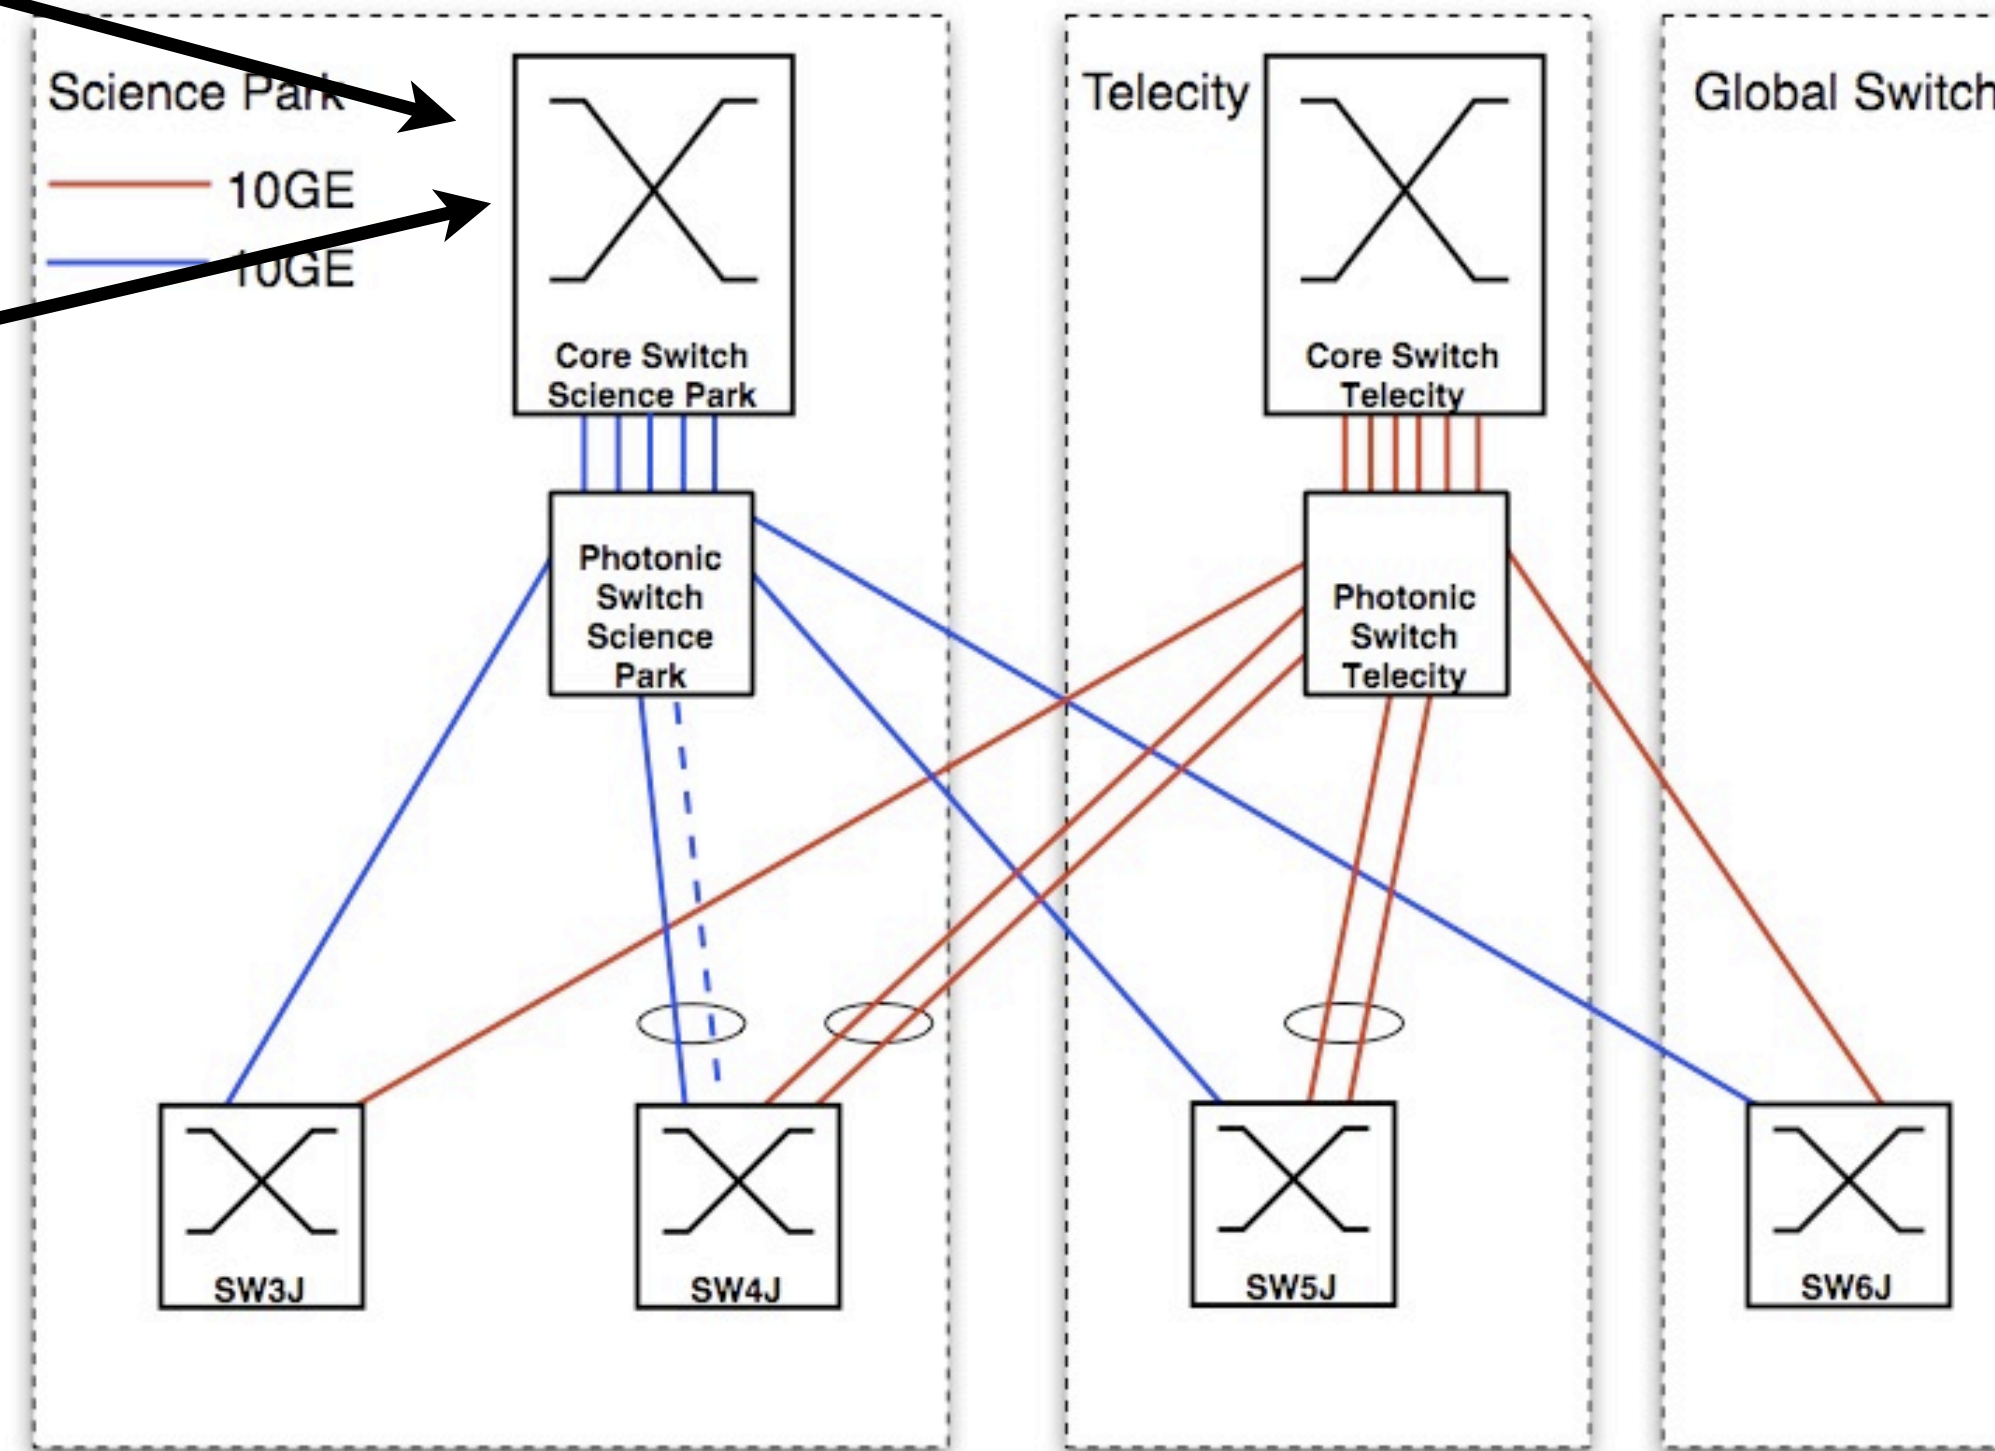 Science Park
10GE
10GE
Core Switch
Science Park
Photonic
Switch
Science
Park
SW3J
SW4J
Telecity
Core Switch
Telecity
Photonic
Switch
Telecity
SW5J
Global Switch
SW6J